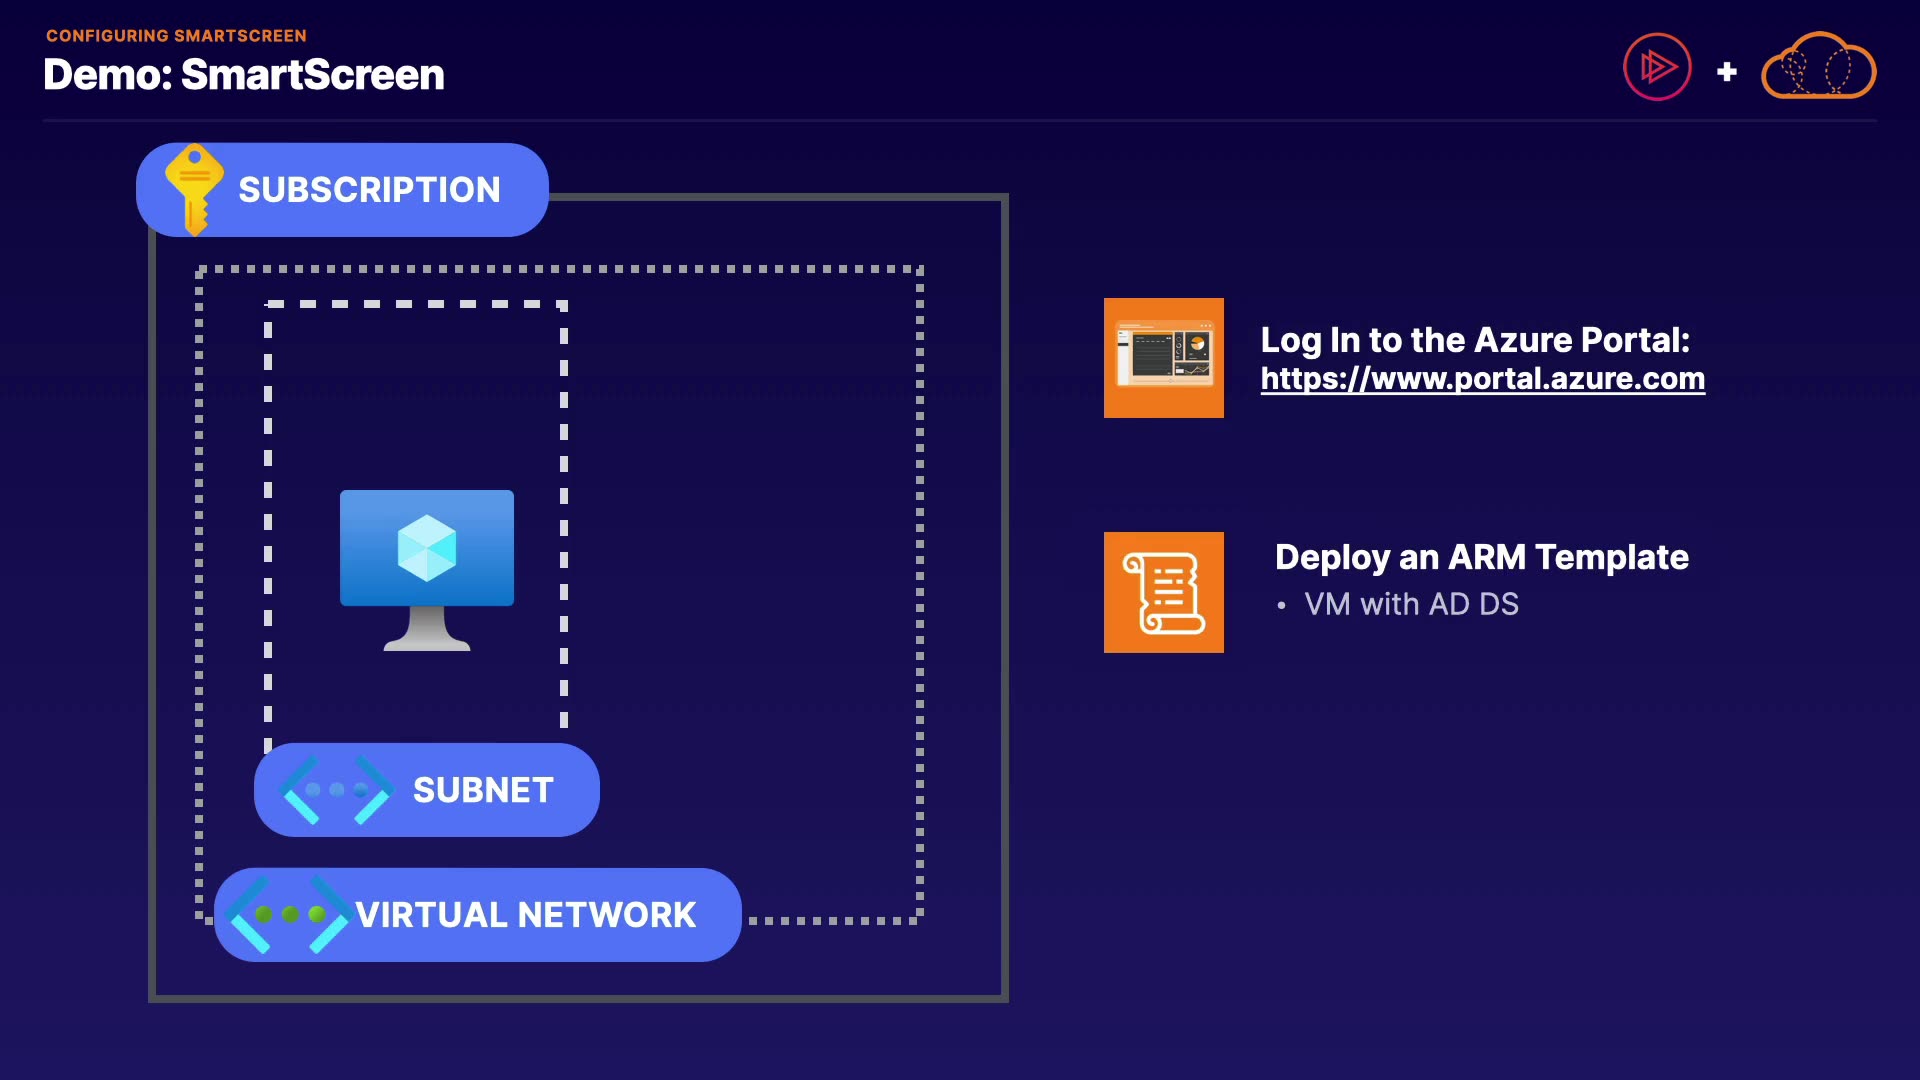 CONFIGURING SMARTSCREEN
Demo: SmartScreen
+
SUBSCRIPTION
SUBNET
VIRTUAL NETWORK
Log In to the Azure Portal:
https://www.portal.azure.com
Deploy an ARM Template
• VM with AD DS